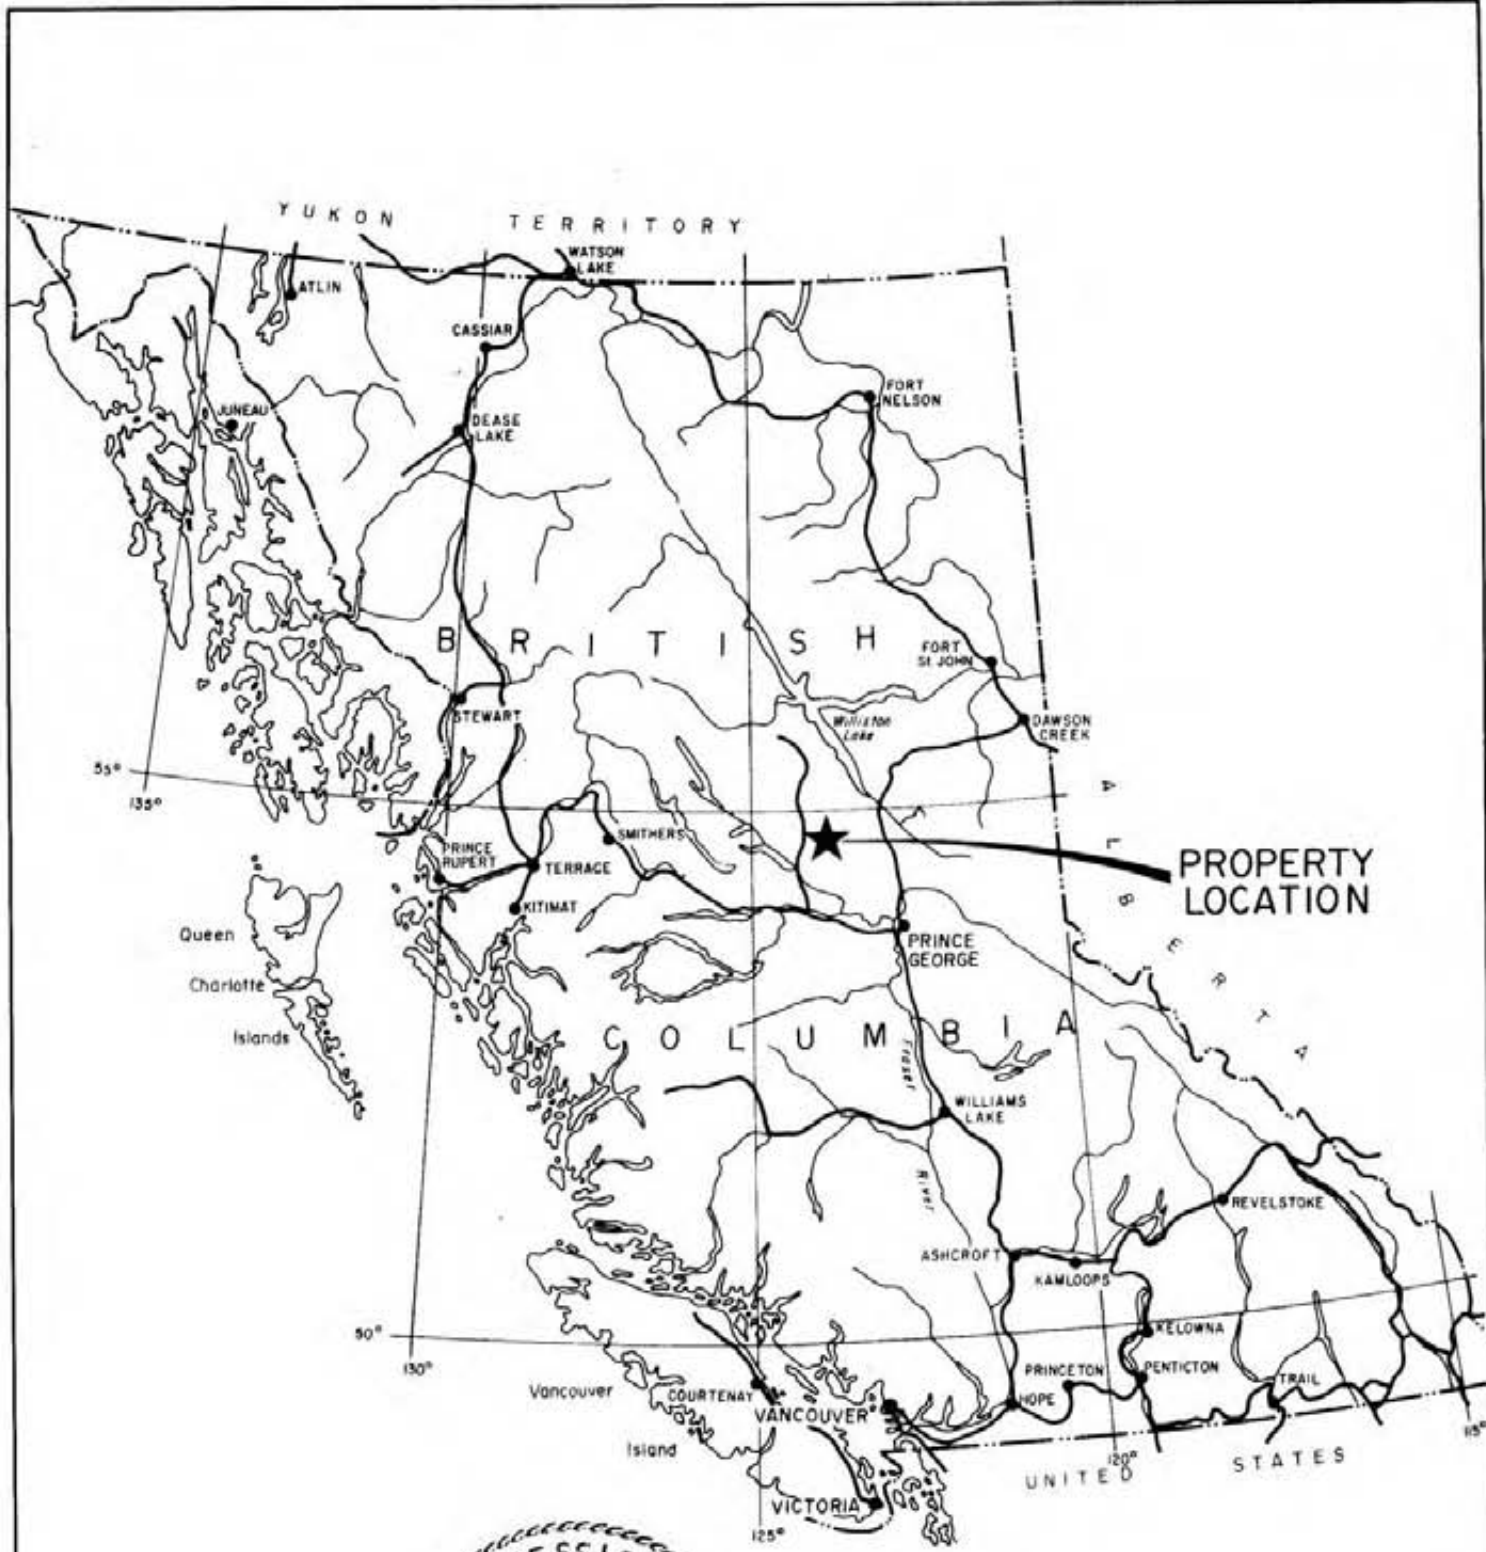 YUKON TERRITORY
WATSON
LAKE
ATLIN
CASSIAR
FORT
NELSON
JUNEAU
DEASE
LAKE
BRITISH
FORT
St. JOHN
STEWART
Williston
Lake
DAWSON
CREEK
55°
135°
ALBERTA
SMITHERS
PRINCE
RUPERT
TERRACE
PROPERTY
LOCATION
KITIMAT
Queen
Charlotte
Islands
PRINCE
GEORGE
COLUMBIA
Fraser
River
WILLIAMS
LAKE
REVELSTOKE
ASHCROFT
KAMLOOPS
50°
130°
KELOWNA
PRINCETON
PENTICTON
TRAIL
Vancouver
Island
COURTENAY
VANCOUVER
HOPE
115°
120°
UNITED STATES
VICTORIA
125°